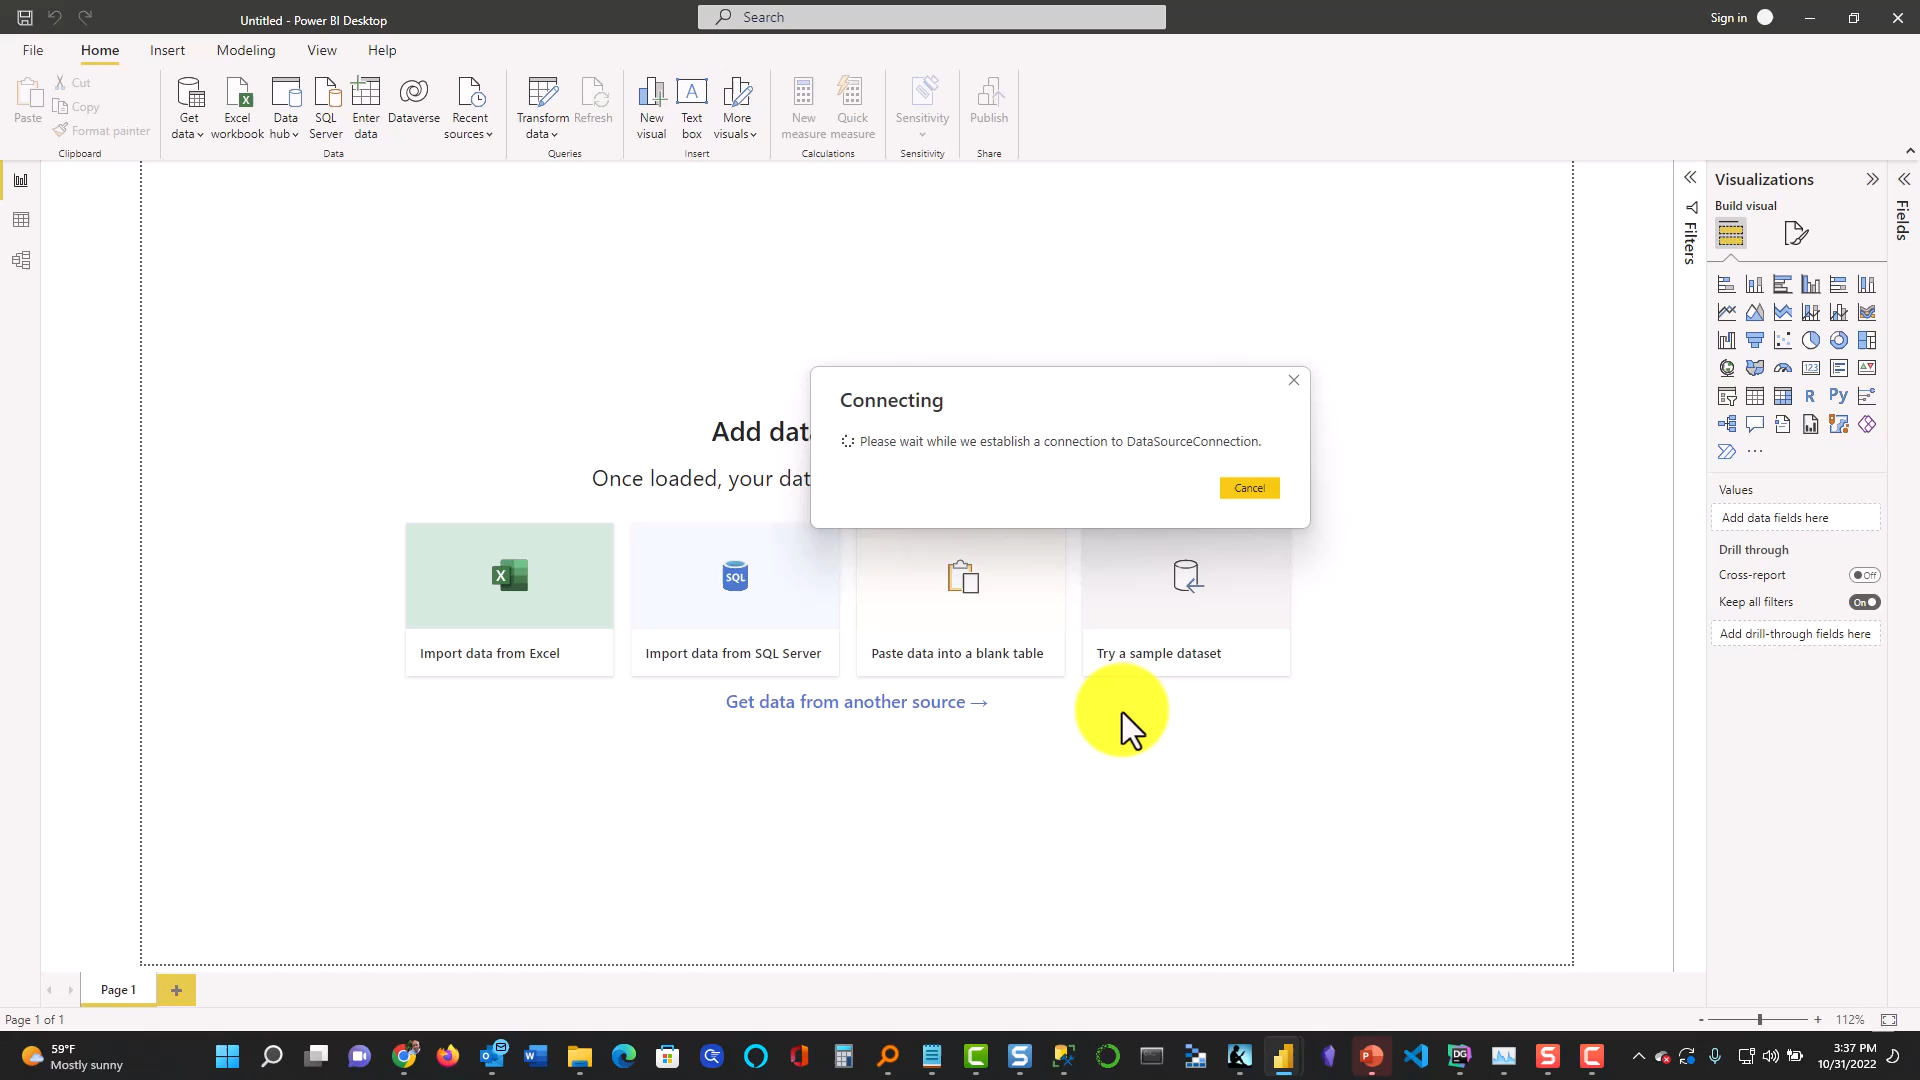 Untitled - Power BI Desktop
Search
Sign in
File
Home
Insert
Modeling
View
Help
Paste
Cut
Copy
Format painter
Clipboard
Get data
Excel workbook
Data hub
SQL Server
Enter data
Dataverse
Recent sources
Data
Transform data
Refresh
Queries
New visual
Text box
More visuals
Insert
New measure
Quick measure
Calculations
Sensitivity
Sensitivity
Publish
Share
Filters
Visualizations
Build visual
Fields
R
Py
123
Values
Add data fields here
Drill through
Cross-report
Off
Keep all filters
On
Add drill-through fields here
Add dat
Once loaded, your dat
Connecting
Please wait while we establish a connection to DataSourceConnection.
Cancel
X
SQL
Import data from Excel
Import data from SQL Server
Paste data into a blank table
Try a sample dataset
Get data from another source →
Page 1
Page 1 of 1
- + 112%
59°F
Mostly sunny
3:37 PM
10/31/2022